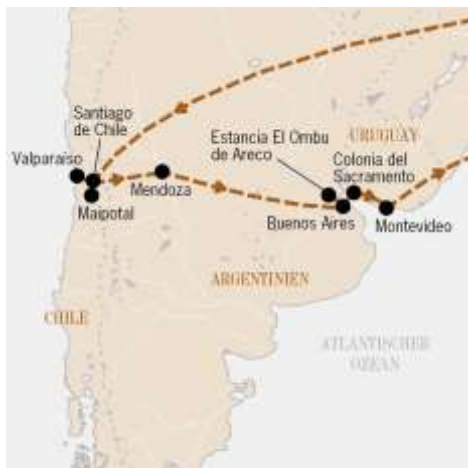 Santiago
de Chile
Valparaiso
Maipotal
Mendoza
Estancia El Ombu
de Areco
URUGUAY
Colonia del
Sacramento
Buenos Aires
Montevideo
ARGENTINIEN
CHILE
ATLANTISCHER
OZEAN